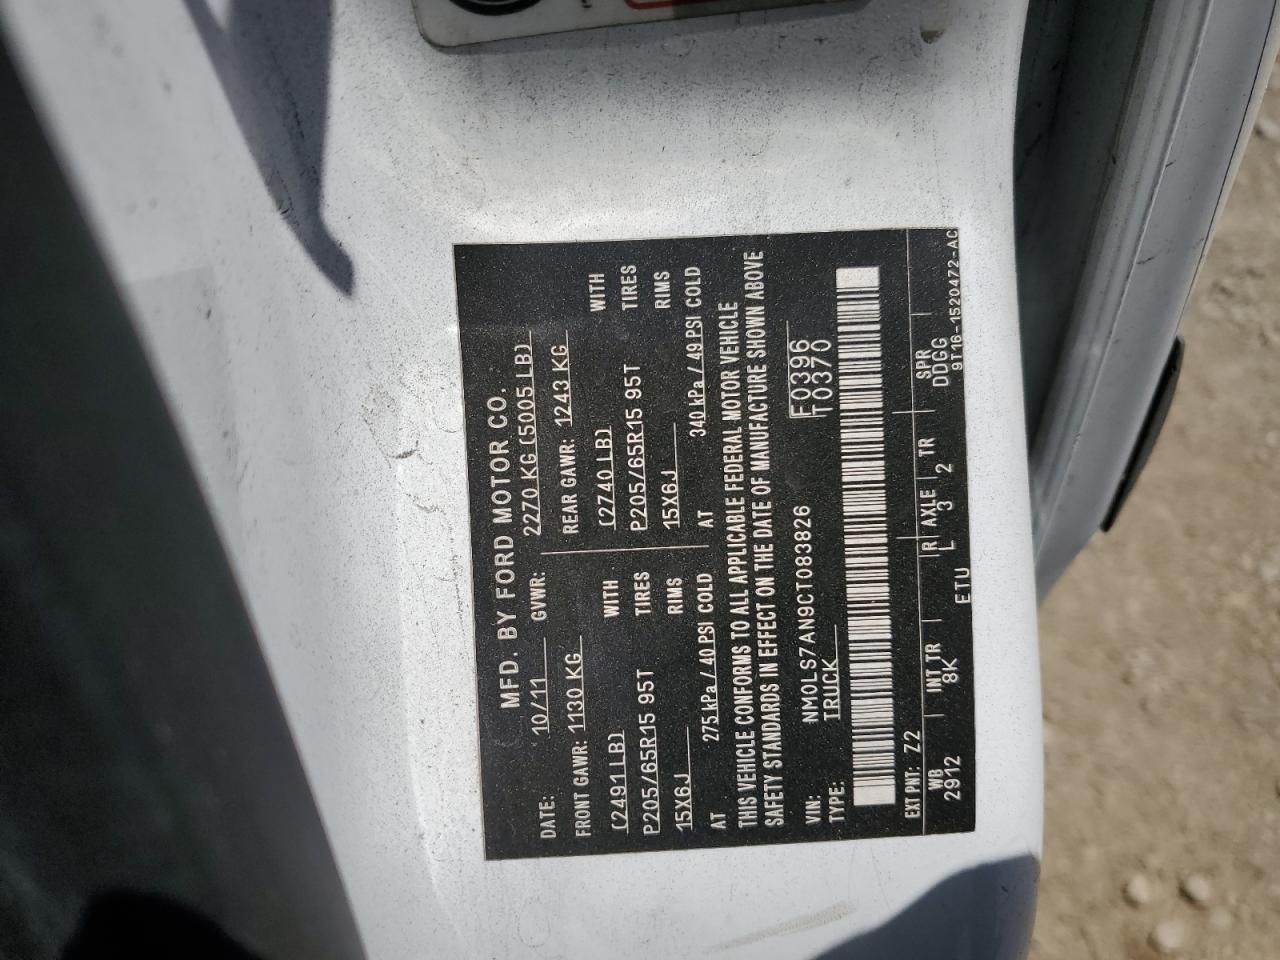 MFD. BY FORD MOTOR CO.
DATE: 10/11 GVWR: 2270 KG (5005 LB)
FRONT GAWR: 1130 KG REAR GAWR: 1243 KG
(2491LB) WITH (2740 LB) WITH
P205/65R15 95T TIRES P205/65R15 95T TIRES
15X6J RIMS 15X6J RIMS
AT 275 kPa / 40 PSI COLD AT 340 kPa / 49 PSI COLD
THIS VEHICLE CONFORMS TO ALL APPLICABLE FEDERAL MOTOR VEHICLE
SAFETY STANDARDS IN EFFECT ON THE DATE OF MANUFACTURE SHOWN ABOVE
VIN: NM0LS7AN9CT083826 F0396
TYPE: TRUCK T0370
EXT PNT: Z2 R AXLE TR SPR
WB INT TR L 3 2 DDGG
2912 8K ETU 9T16-1520472-AC